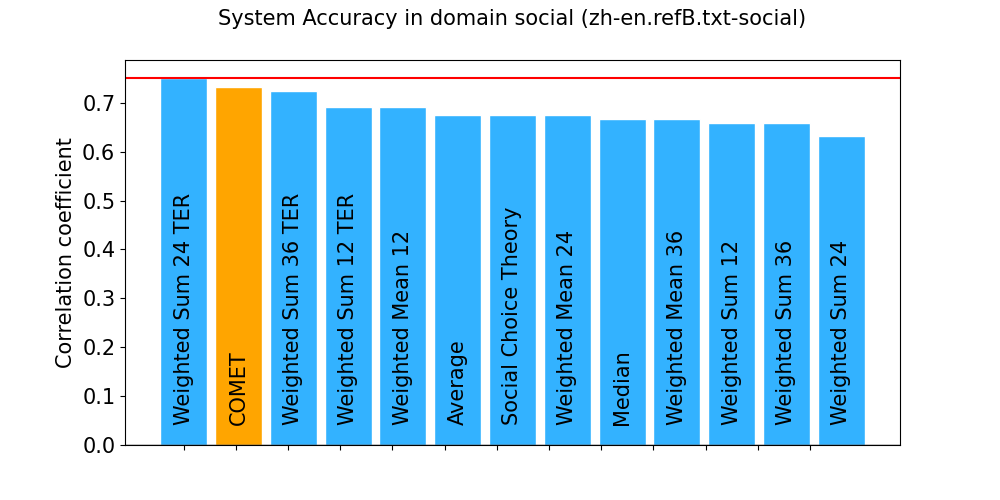 System Accuracy in domain social (zh-en.refB.txt-social)
Correlation coefficient
0.7
0.6
0.5
0.4
0.3
0.2
0.1
0.0
Weighted Sum 24 TER
COMET
Weighted Sum 36 TER
Weighted Sum 12 TER
Weighted Mean 12
Average
Social Choice Theory
Weighted Mean 24
Median
Weighted Mean 36
Weighted Sum 12
Weighted Sum 36
Weighted Sum 24